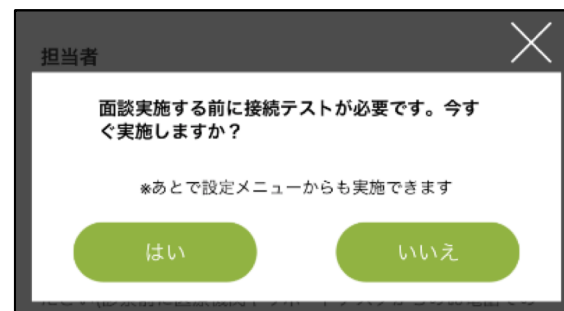 担当者
面談実施する前に接続テストが必要です。今す
ぐ実施しますか？
※あとで設定メニューからも実施できます
はい
いいえ